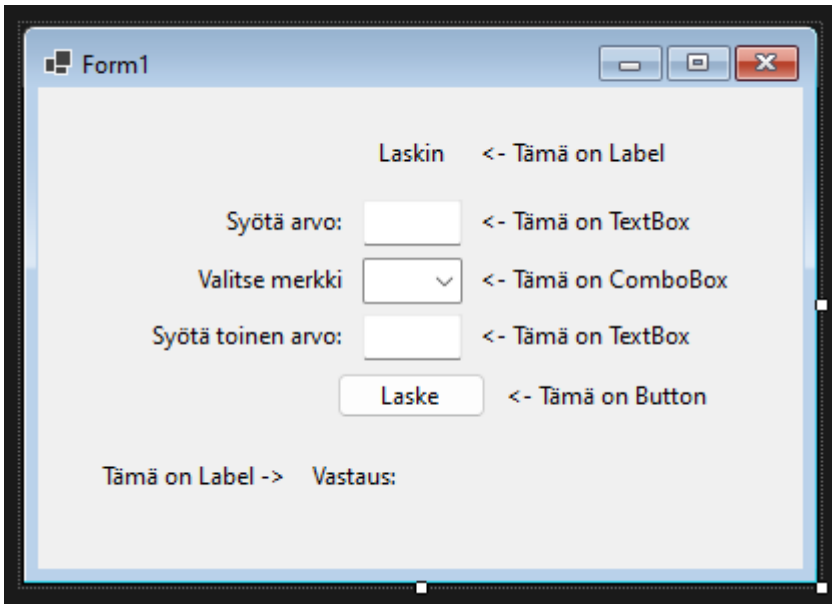 Form1
Laskin <- Tämä on Label
Syötä arvo: <- Tämä on TextBox
Valitse merkki <- Tämä on ComboBox
Syötä toinen arvo: <- Tämä on TextBox
Laske <- Tämä on Button
Tämä on Label -> Vastaus: